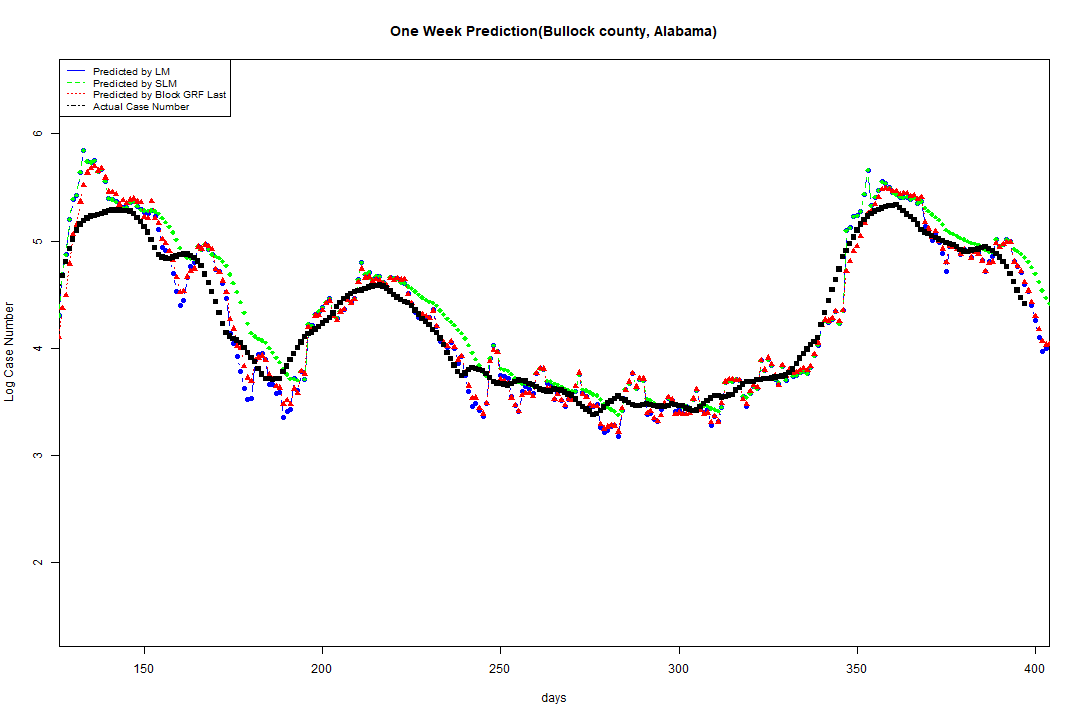 One Week Prediction(Bullock county, Alabama)
Predicted by LM
Predicted by SLM
Predicted by Block GRF Last
Actual Case Number
6
5
4
3
2
Log Case Number
150 200 250 300 350 400
days